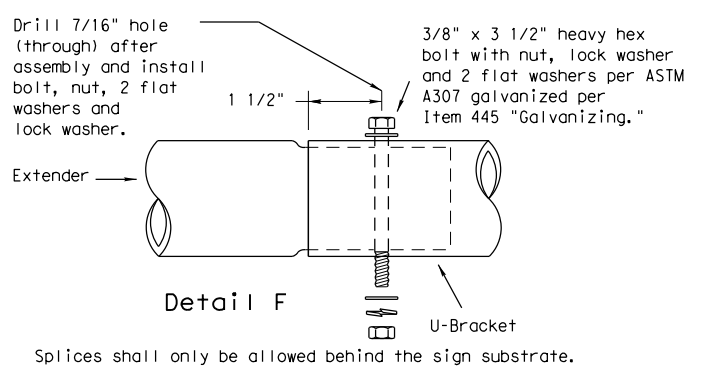 Drill 7/16" hole
(through) after
assembly and install
bolt, nut, 2 flat
washers and
lock washer.
3/8" x 3 1/2" heavy hex
bolt with nut, lock washer
and 2 flat washers per ASTM
A307 galvanized per
Item 445 "Galvanizing."
1 1/2"
Extender
Detail F
U-Bracket
Splices shall only be allowed behind the sign substrate.